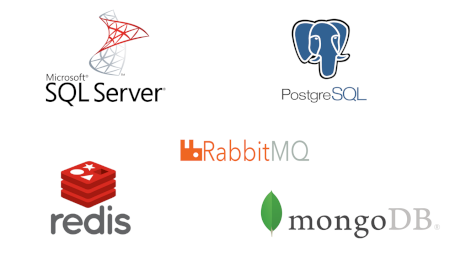 Microsoft®
SQL Server®
PostgreSQL
RabbitMQ
redis
mongoDB®